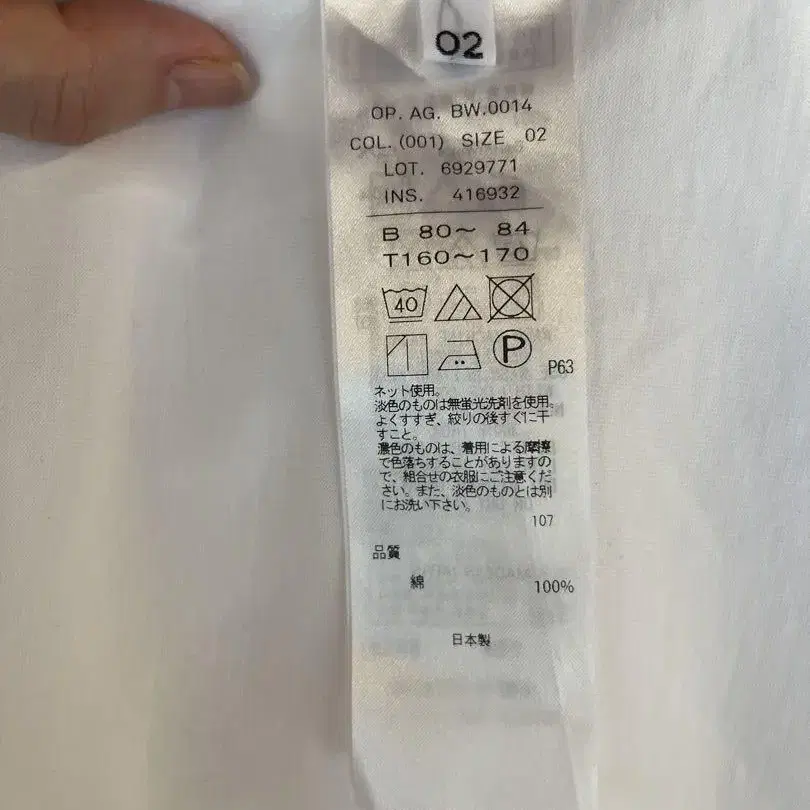 02
OP. AG. BW.0014
COL. (001) SIZE 02
LOT. 6929771
INS. 416932
B 80～ 84
T160～170
40
P
P63
ネット使用。
淡色のものは無蛍光洗剤を使用。
よくすすぎ、絞りの後すぐに干
すこと。
濃色のものは、着用による摩擦
で色落ちすることがありますの
で、組合せの衣服にご注意くだ
さい。また、淡色のものとは別
にお洗い下さい。
107
品質
綿 100%
日本製